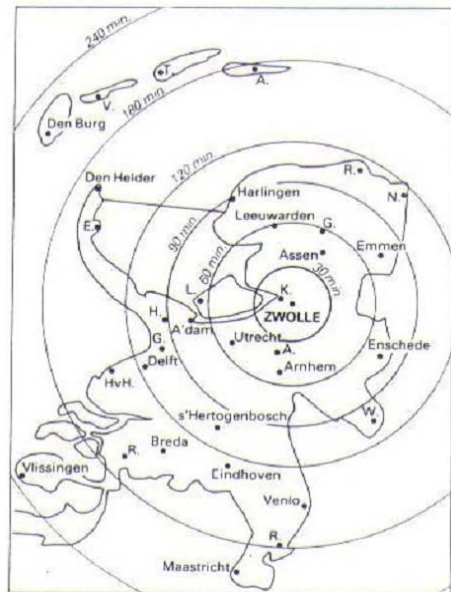 240 min.
T.
A.
V.
180 min.
Den Burg
120 min.
R.
Den Helder
Harlingen
N.
90 min.
Leeuwarden
E.
G.
60 min.
Assen
Emmen
30 min
L.
K.
ZWOLLE
H.
A'dam
Utrecht
Enschede
G.
A.
Delft
Arnhem
HvH.
W.
s'Hertogenbosch
Breda
R.
Vlissingen
Eindhoven
Venlo
R.
Maastricht